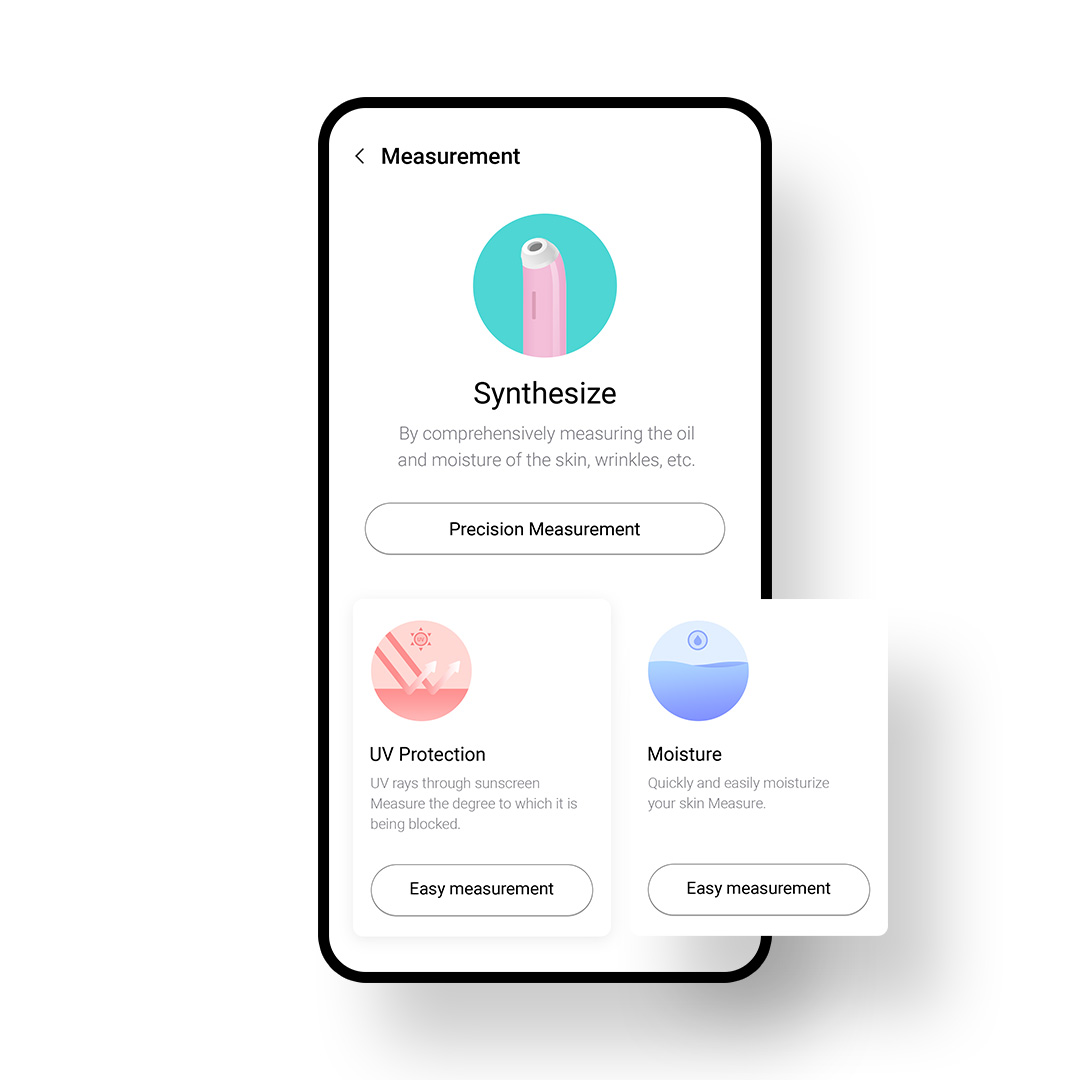 Measurement
Synthesize
By comprehensively measuring the oil
and moisture of the skin, wrinkles, etc.
Precision Measurement
UV Protection
UV rays through sunscreen
Measure the degree to which it is
being blocked.
Easy measurement
Moisture
Quickly and easily moisturize
your skin Measure.
Easy measurement